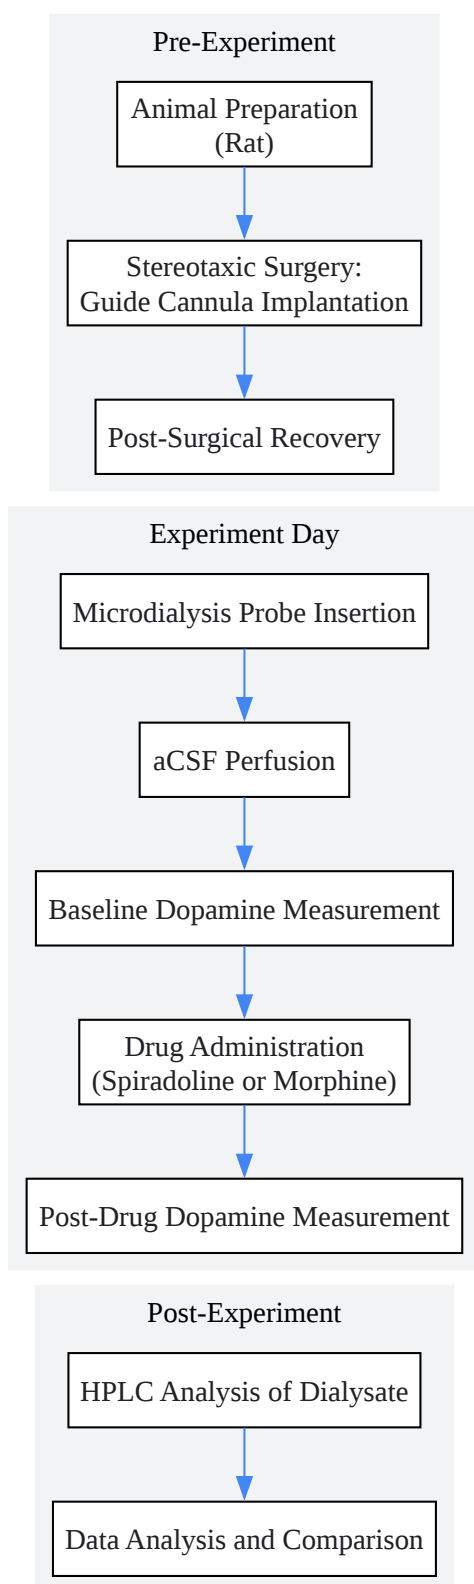 Pre-Experiment
Animal Preparation
(Rat)
Stereotaxic Surgery:
Guide Cannula Implantation
Post-Surgical Recovery
Experiment Day
Microdialysis Probe Insertion
aCSF Perfusion
Baseline Dopamine Measurement
Drug Administration
(Spiradoline or Morphine)
Post-Drug Dopamine Measurement
Post-Experiment
HPLC Analysis of Dialysate
Data Analysis and Comparison